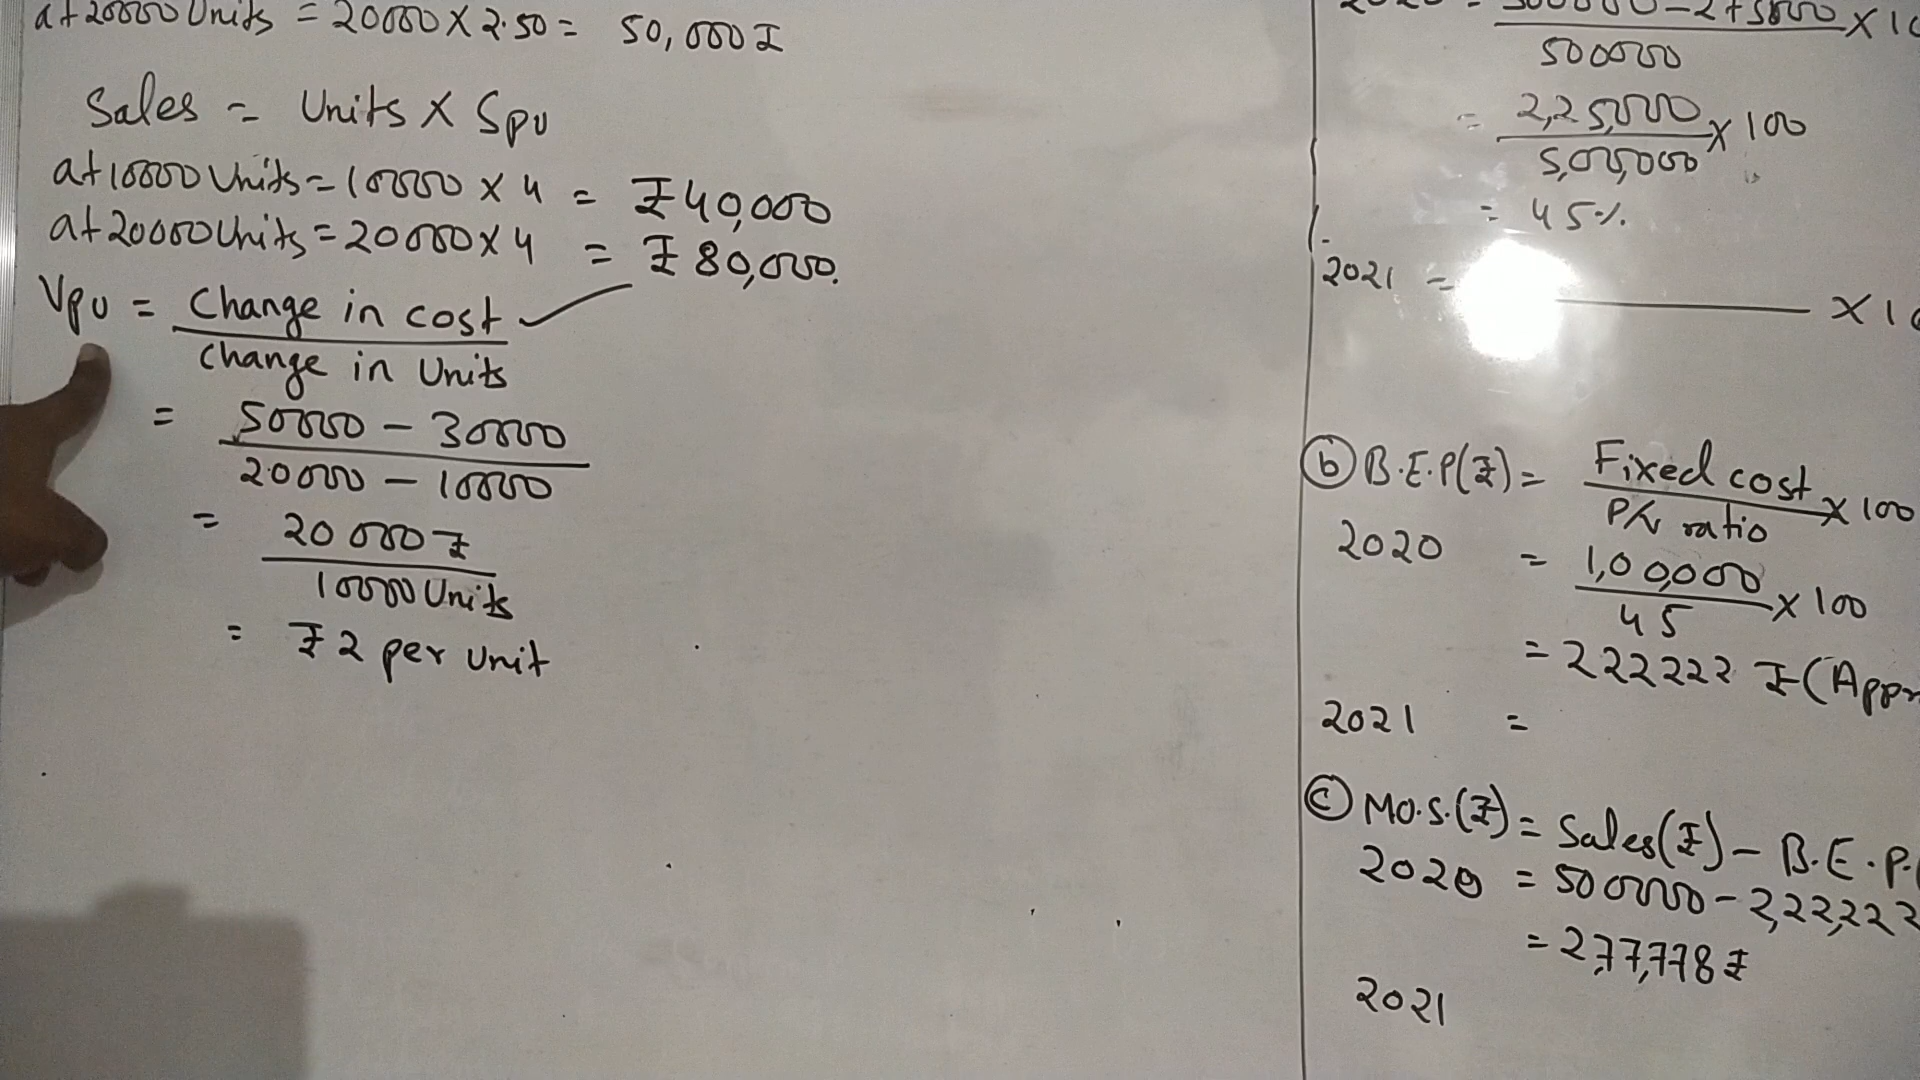 at 20000 Units = 20000 X 2.50 = 50,000 ₹
Sales = Units X Spu
at 10000 Units = 10000 X 4 = ₹ 40,000
at 20000 Units = 20000 X 4 = ₹ 80,000.
Vpu = Change in cost
Change in Units
= 50000 - 30000
20000 - 10000
= 20000 ₹
10000 Units
= ₹ 2 per unit
500000
= 2,25,000 X 100
5,00,000
= 45%
2021 =
ⓑ B.E.P(₹) = Fixed cost X 100
P/v ratio
2020 = 1,00,000 X 100
45
= 222222 ₹ (Appr
2021 =
ⓒ M.O.S.(₹) = Sales(₹) - B.E.P.
2020 = 500000 - 2,22,222
= 2,77,778 ₹
2021